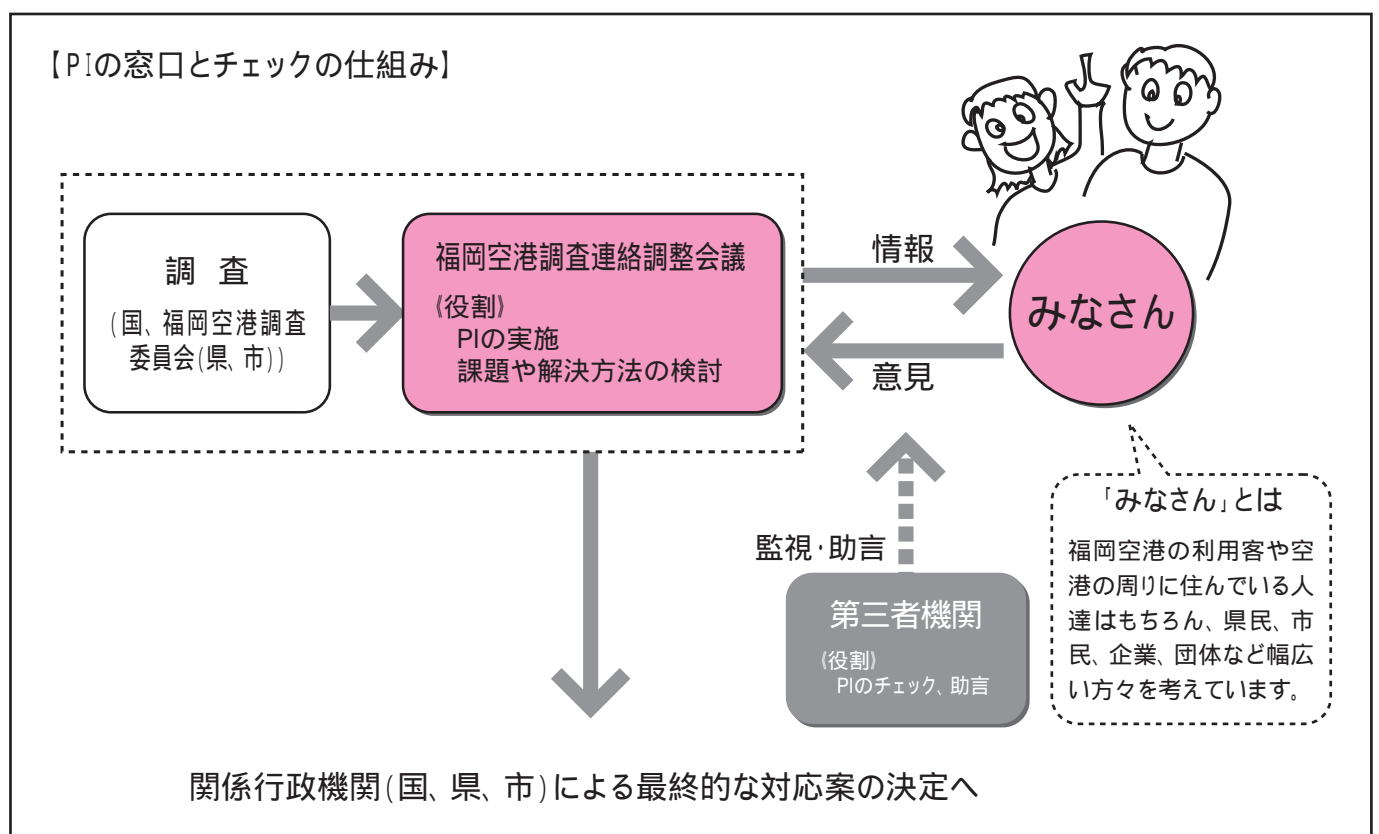 【PIの窓口とチェックの仕組み】
調 査
(国、福岡空港調査
委員会(県、市))
福岡空港調査連絡調整会議
《役割》
PIの実施
課題や解決方法の検討
情報
意見
みなさん
監視・助言
第三者機関
《役割》
PIのチェック、助言
「みなさん」とは
福岡空港の利用客や空
港の周りに住んでいる人
達はもちろん、県民、市
民、企業、団体など幅広
い方々を考えています。
関係行政機関(国、県、市)による最終的な対応案の決定へ